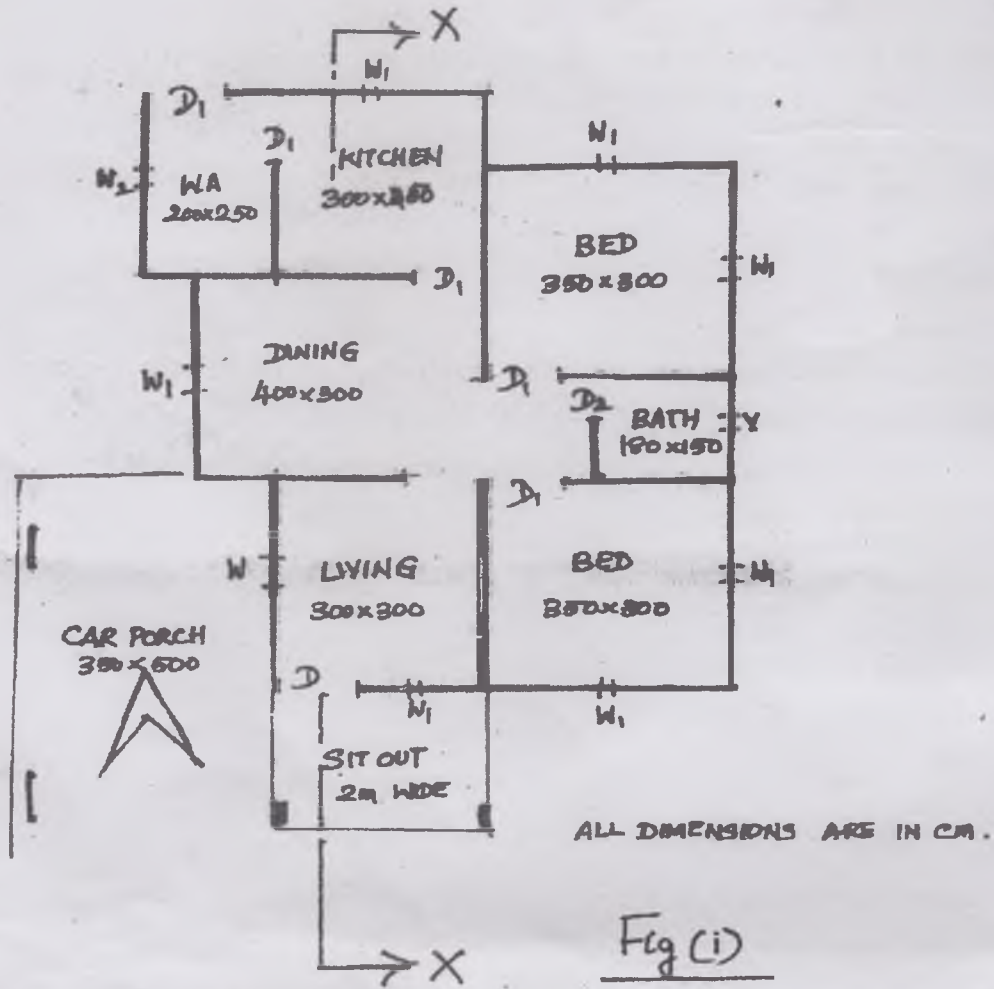 X
W1
D1
D1
KITCHEN
W1
W2
WA
200x250
BED
350x300
W1
D1
DINING
400x300
W1
D1
D2
BATH
V
180x150
D1
W
LIVING
300x300
BED
350x300
W1
CAR PORCH
350x500
D
W1
W1
SIT OUT
2m WIDE
ALL DIMENSIONS ARE IN CM.
X
Fig (i)